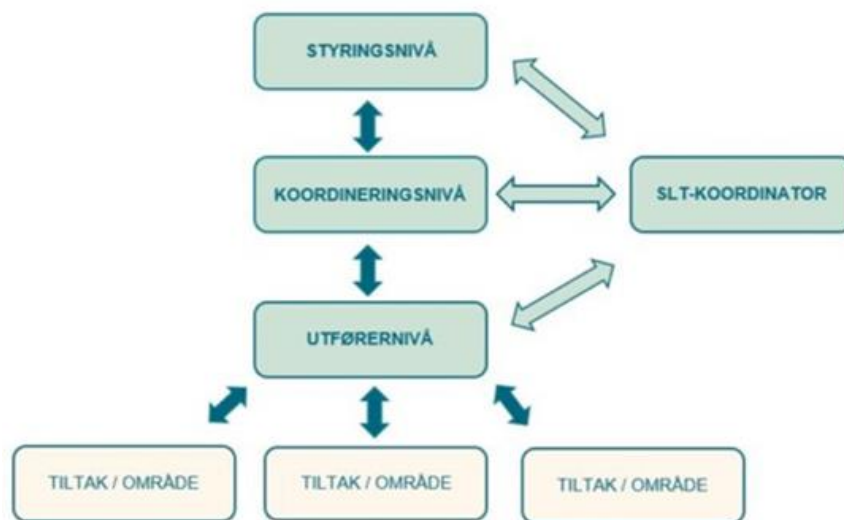 STYRINGSNIVÅ
KOORDINERINGSNIVÅ
SLT-KOORDINATOR
UTFØRERNIVÅ
TILTAK / OMRÅDE
TILTAK / OMRÅDE
TILTAK / OMRÅDE